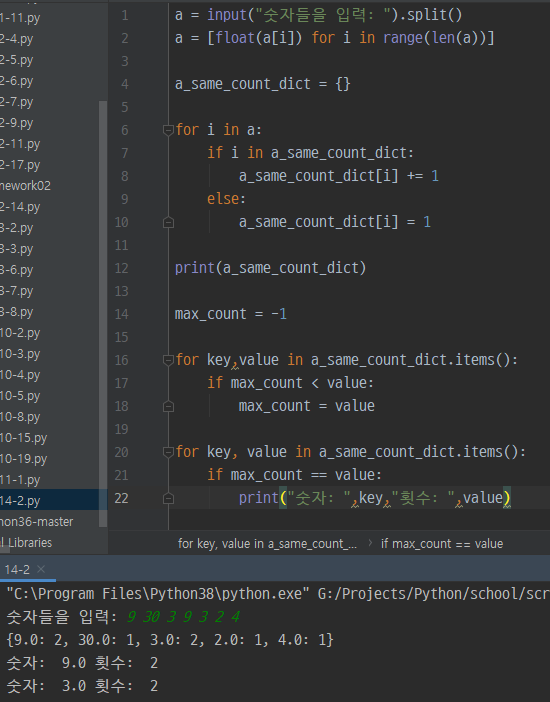 1-11.py
2-4.py
2-5.py
2-6.py
2-7.py
2-9.py
2-11.py
2-17.py
mework02
2-14.py
3-2.py
3-3.py
3-6.py
3-7.py
3-8.py
10-2.py
10-3.py
10-4.py
10-5.py
10-8.py
10-15.py
10-19.py
11-1.py
14-2.py
hon36-master
l Libraries
1 a = input("숫자들을 입력: ").split()
2 a = [float(a[i]) for i in range(len(a))]
3
4 a_same_count_dict = {}
5
6 for i in a:
7     if i in a_same_count_dict:
8         a_same_count_dict[i] += 1
9     else:
10         a_same_count_dict[i] = 1
11
12 print(a_same_count_dict)
13
14 max_count = -1
15
16 for key,value in a_same_count_dict.items():
17     if max_count < value:
18         max_count = value
19
20 for key, value in a_same_count_dict.items():
21     if max_count == value:
22         print("숫자: ",key,"횟수: ",value)
for key, value in a_same_count_... › if max_count == value
14-2 ×
"C:\Program Files\Python38\python.exe" G:/Projects/Python/school/scr
숫자들을 입력: 9 30 3 9 3 2 4
{9.0: 2, 30.0: 1, 3.0: 2, 2.0: 1, 4.0: 1}
숫자:  9.0 횟수:  2
숫자:  3.0 횟수:  2